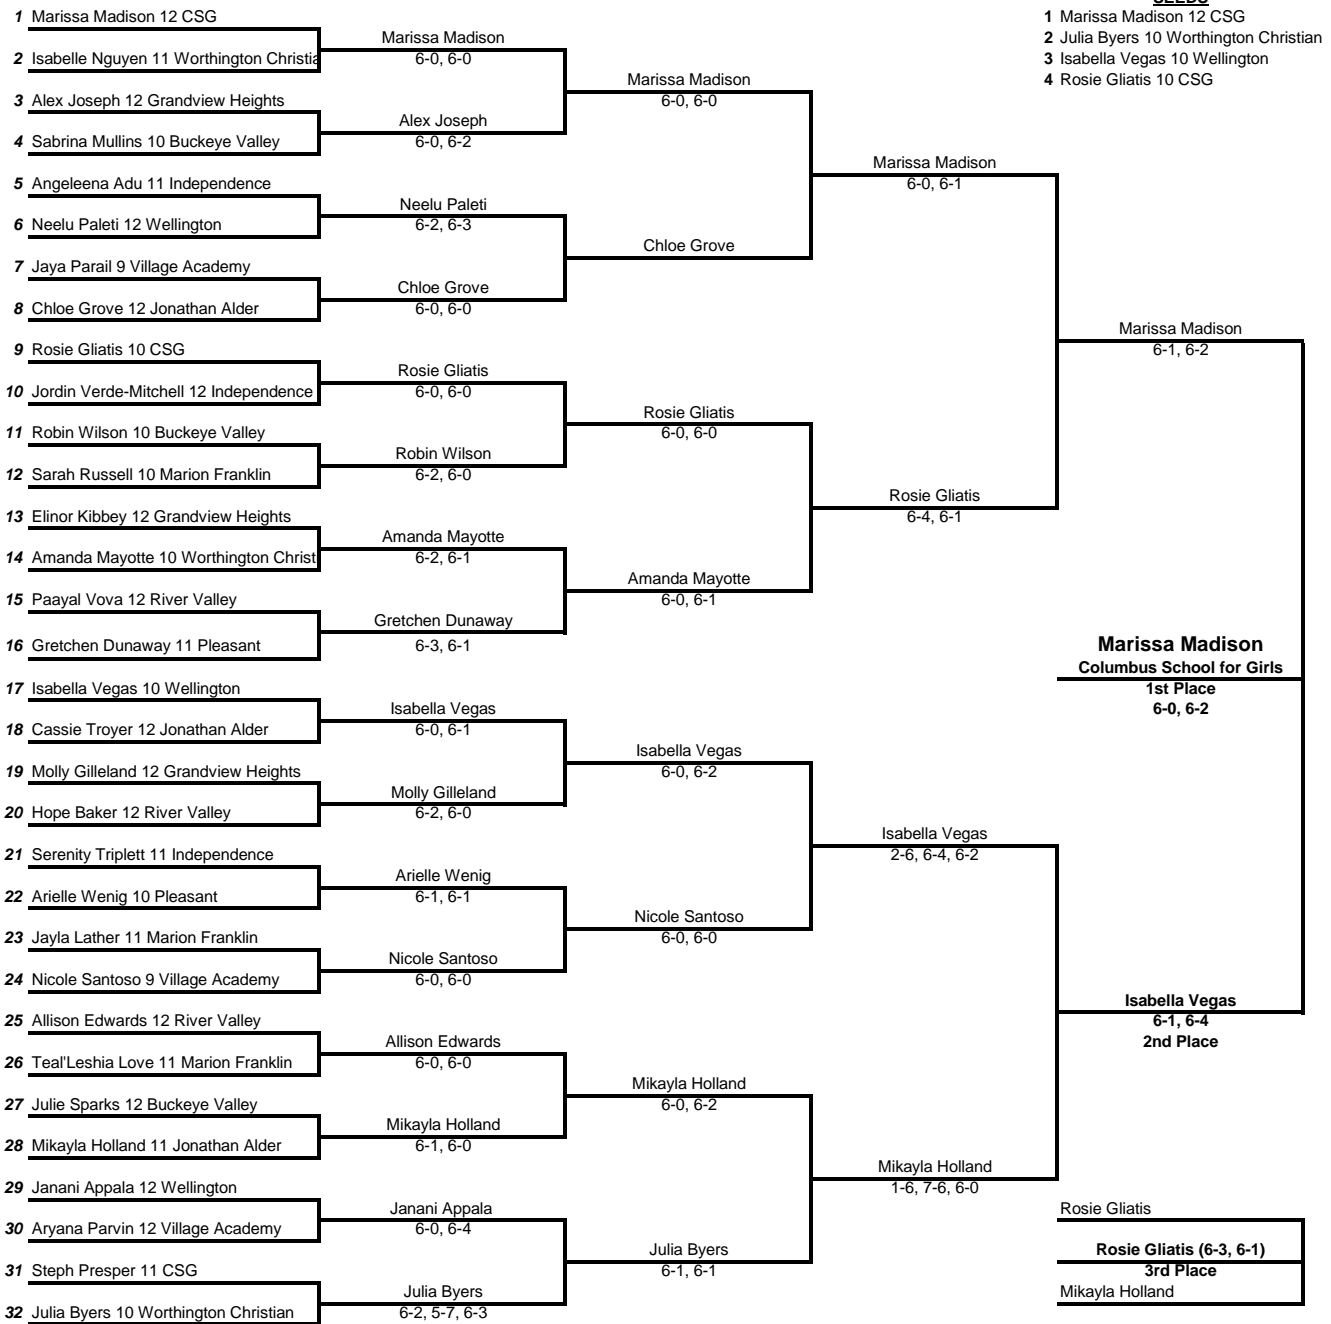 SEEDS
1 Marissa Madison 12 CSG
2 Julia Byers 10 Worthington Christian
3 Isabella Vegas 10 Wellington
4 Rosie Gliatis 10 CSG
1 Marissa Madison 12 CSG
2 Isabelle Nguyen 11 Worthington Christia
3 Alex Joseph 12 Grandview Heights
4 Sabrina Mullins 10 Buckeye Valley
5 Angeleena Adu 11 Independence
6 Neelu Paleti 12 Wellington
7 Jaya Parail 9 Village Academy
8 Chloe Grove 12 Jonathan Alder
9 Rosie Gliatis 10 CSG
10 Jordin Verde-Mitchell 12 Independence
11 Robin Wilson 10 Buckeye Valley
12 Sarah Russell 10 Marion Franklin
13 Elinor Kibbey 12 Grandview Heights
14 Amanda Mayotte 10 Worthington Christ
15 Paayal Vova 12 River Valley
16 Gretchen Dunaway 11 Pleasant
17 Isabella Vegas 10 Wellington
18 Cassie Troyer 12 Jonathan Alder
19 Molly Gilleland 12 Grandview Heights
20 Hope Baker 12 River Valley
21 Serenity Triplett 11 Independence
22 Arielle Wenig 10 Pleasant
23 Jayla Lather 11 Marion Franklin
24 Nicole Santoso 9 Village Academy
25 Allison Edwards 12 River Valley
26 Teal'Leshia Love 11 Marion Franklin
27 Julie Sparks 12 Buckeye Valley
28 Mikayla Holland 11 Jonathan Alder
29 Janani Appala 12 Wellington
30 Aryana Parvin 12 Village Academy
31 Steph Presper 11 CSG
32 Julia Byers 10 Worthington Christian
Marissa Madison
6-0, 6-0
Alex Joseph
6-0, 6-2
Neelu Paleti
6-2, 6-3
Chloe Grove
6-0, 6-0
Rosie Gliatis
6-0, 6-0
Robin Wilson
6-2, 6-0
Amanda Mayotte
6-2, 6-1
Gretchen Dunaway
6-3, 6-1
Isabella Vegas
6-0, 6-1
Molly Gilleland
6-2, 6-0
Arielle Wenig
6-1, 6-1
Nicole Santoso
6-0, 6-0
Allison Edwards
6-0, 6-0
Mikayla Holland
6-1, 6-0
Janani Appala
6-0, 6-4
Julia Byers
6-2, 5-7, 6-3
Marissa Madison
6-0, 6-0
Chloe Grove
Rosie Gliatis
6-0, 6-0
Amanda Mayotte
6-0, 6-1
Isabella Vegas
6-0, 6-2
Nicole Santoso
6-0, 6-0
Mikayla Holland
6-0, 6-2
Julia Byers
6-1, 6-1
Marissa Madison
6-0, 6-1
Rosie Gliatis
6-4, 6-1
Isabella Vegas
2-6, 6-4, 6-2
Mikayla Holland
1-6, 7-6, 6-0
Marissa Madison
6-1, 6-2
Marissa Madison
Columbus School for Girls
1st Place
6-0, 6-2
Isabella Vegas
6-1, 6-4
2nd Place
Rosie Gliatis
Rosie Gliatis (6-3, 6-1)
3rd Place
Mikayla Holland